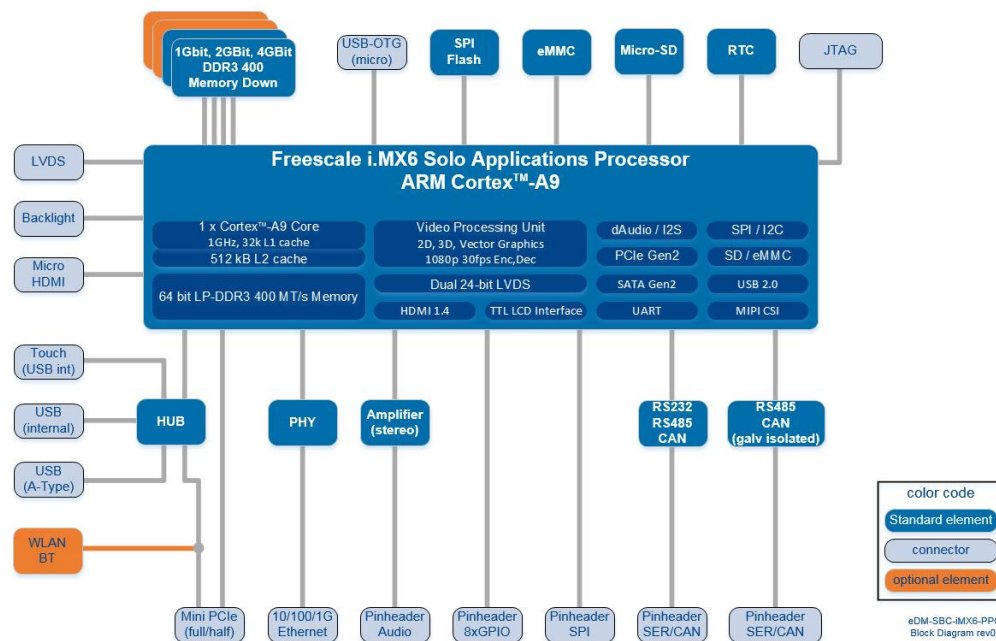 1Gbit, 2GBit, 4GBit
DDR3 400
Memory Down
USB-OTG
(micro)
SPI
Flash
eMMC
Micro-SD
RTC
JTAG
LVDS
Backlight
Micro
HDMI
Freescale i.MX6 Solo Applications Processor
ARM Cortex™-A9
1 x Cortex™-A9 Core
1GHz, 32k L1 cache
512 kB L2 cache
64 bit LP-DDR3 400 MT/s Memory
Video Processing Unit
2D, 3D, Vector Graphics
1080p 30fps Enc,Dec
Dual 24-bit LVDS
HDMI 1.4
TTL LCD Interface
dAudio / I2S
SPI / I2C
PCIe Gen2
SD / eMMC
SATA Gen2
USB 2.0
UART
MIPI CSI
Touch
(USB int)
USB
(internal)
USB
(A-Type)
WLAN
BT
HUB
PHY
Amplifier
(stereo)
RS232
RS485
CAN
RS485
CAN
(galv isolated)
Mini PCIe
(full/half)
10/100/1G
Ethernet
Pinheader
Audio
Pinheader
8xGPIO
Pinheader
SPI
Pinheader
SER/CAN
Pinheader
SER/CAN
color code
Standard element
connector
optional element
eDM-SBC-iMX6-PP
Block Diagram rev0